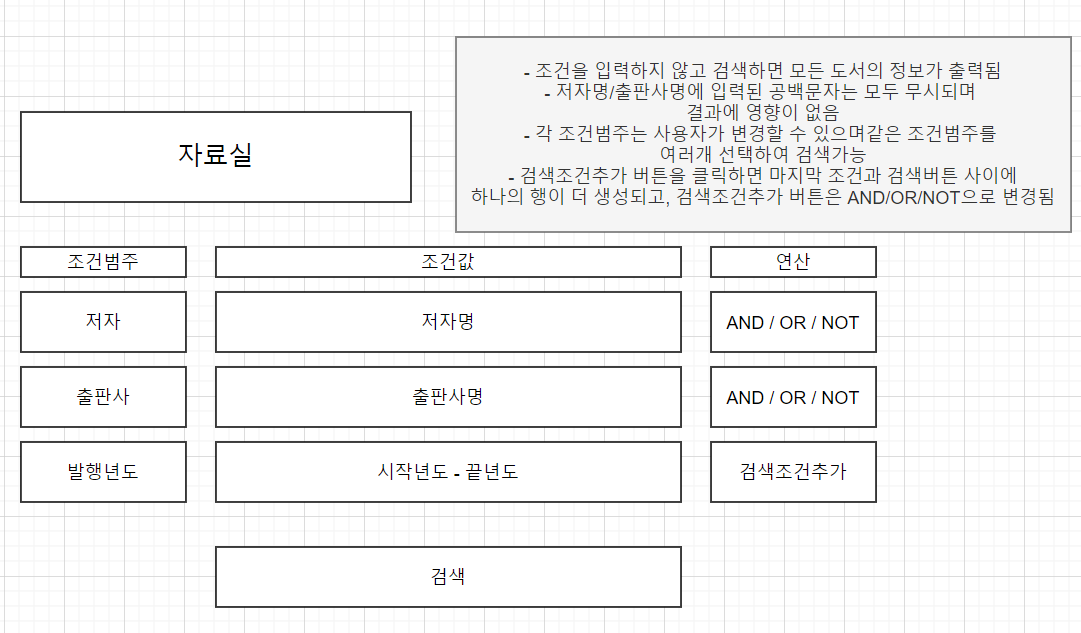 - 조건을 입력하지 않고 검색하면 모든 도서의 정보가 출력됨
- 저자명/출판사명에 입력된 공백문자는 모두 무시되며
결과에 영향이 없음
- 각 조건범주는 사용자가 변경할 수 있으며같은 조건범주를
여러개 선택하여 검색가능
- 검색조건추가 버튼을 클릭하면 마지막 조건과 검색버튼 사이에
하나의 행이 더 생성되고, 검색조건추가 버튼은 AND/OR/NOT으로 변경됨
자료실
조건범주 조건값 연산
저자 저자명 AND / OR / NOT
출판사 출판사명 AND / OR / NOT
발행년도 시작년도 - 끝년도 검색조건추가
검색